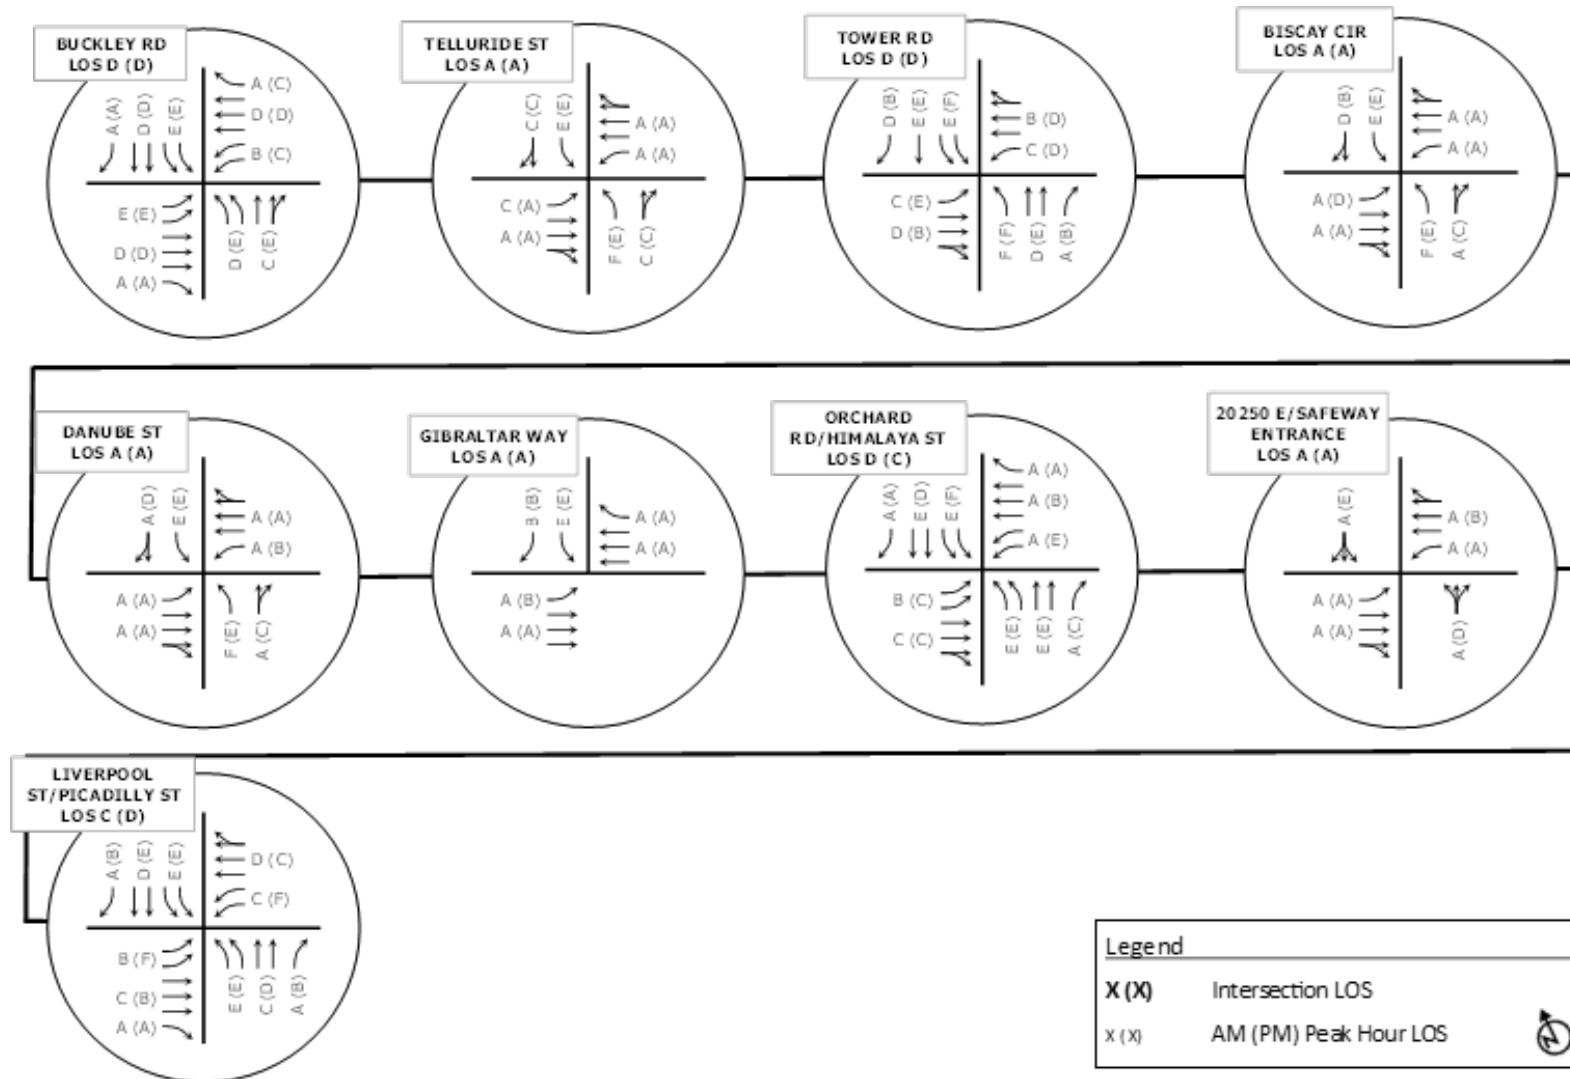 BUCKLEY RD
LOS D (D)
A (A)
D (D)
E (E)
A (C)
D (D)
B (C)
E (E)
D (D)
A (A)
D (E)
C (E)
TELLURIDE ST
LOS A (A)
C (C)
E (E)
A (A)
A (A)
C (A)
A (A)
F (E)
C (C)
TOWER RD
LOS D (D)
D (B)
E (E)
E (F)
B (D)
C (D)
C (E)
D (B)
F (F)
D (E)
A (B)
BISCAY CIR
LOS A (A)
D (B)
E (E)
A (A)
A (A)
A (D)
A (A)
F (E)
A (C)
DANUBE ST
LOS A (A)
A (D)
E (E)
A (A)
A (B)
A (A)
A (A)
F (E)
A (C)
GIBRALTAR WAY
LOS A (A)
B (B)
E (E)
A (A)
A (A)
A (B)
A (A)
ORCHARD
RD/HIMALAYA ST
LOS D (C)
A (A)
E (D)
E (F)
A (A)
A (B)
A (E)
B (C)
C (C)
E (E)
E (E)
A (C)
20250 E/SAFEWAY
ENTRANCE
LOS A (A)
A (E)
A (B)
A (A)
A (A)
A (A)
A (D)
LIVERPOOL
ST/PICADILLY ST
LOS C (D)
A (B)
D (E)
E (E)
D (C)
C (F)
B (F)
C (B)
A (A)
E (E)
C (D)
A (B)
Legend
X (X) Intersection LOS
X (X) AM (PM) Peak Hour LOS
N